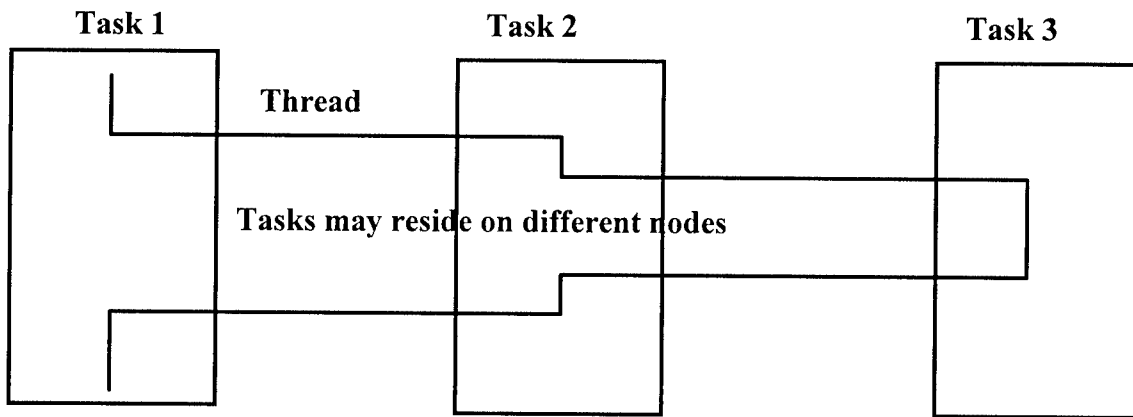 Task 1
Task 2
Task 3
Thread
Tasks may reside on different nodes